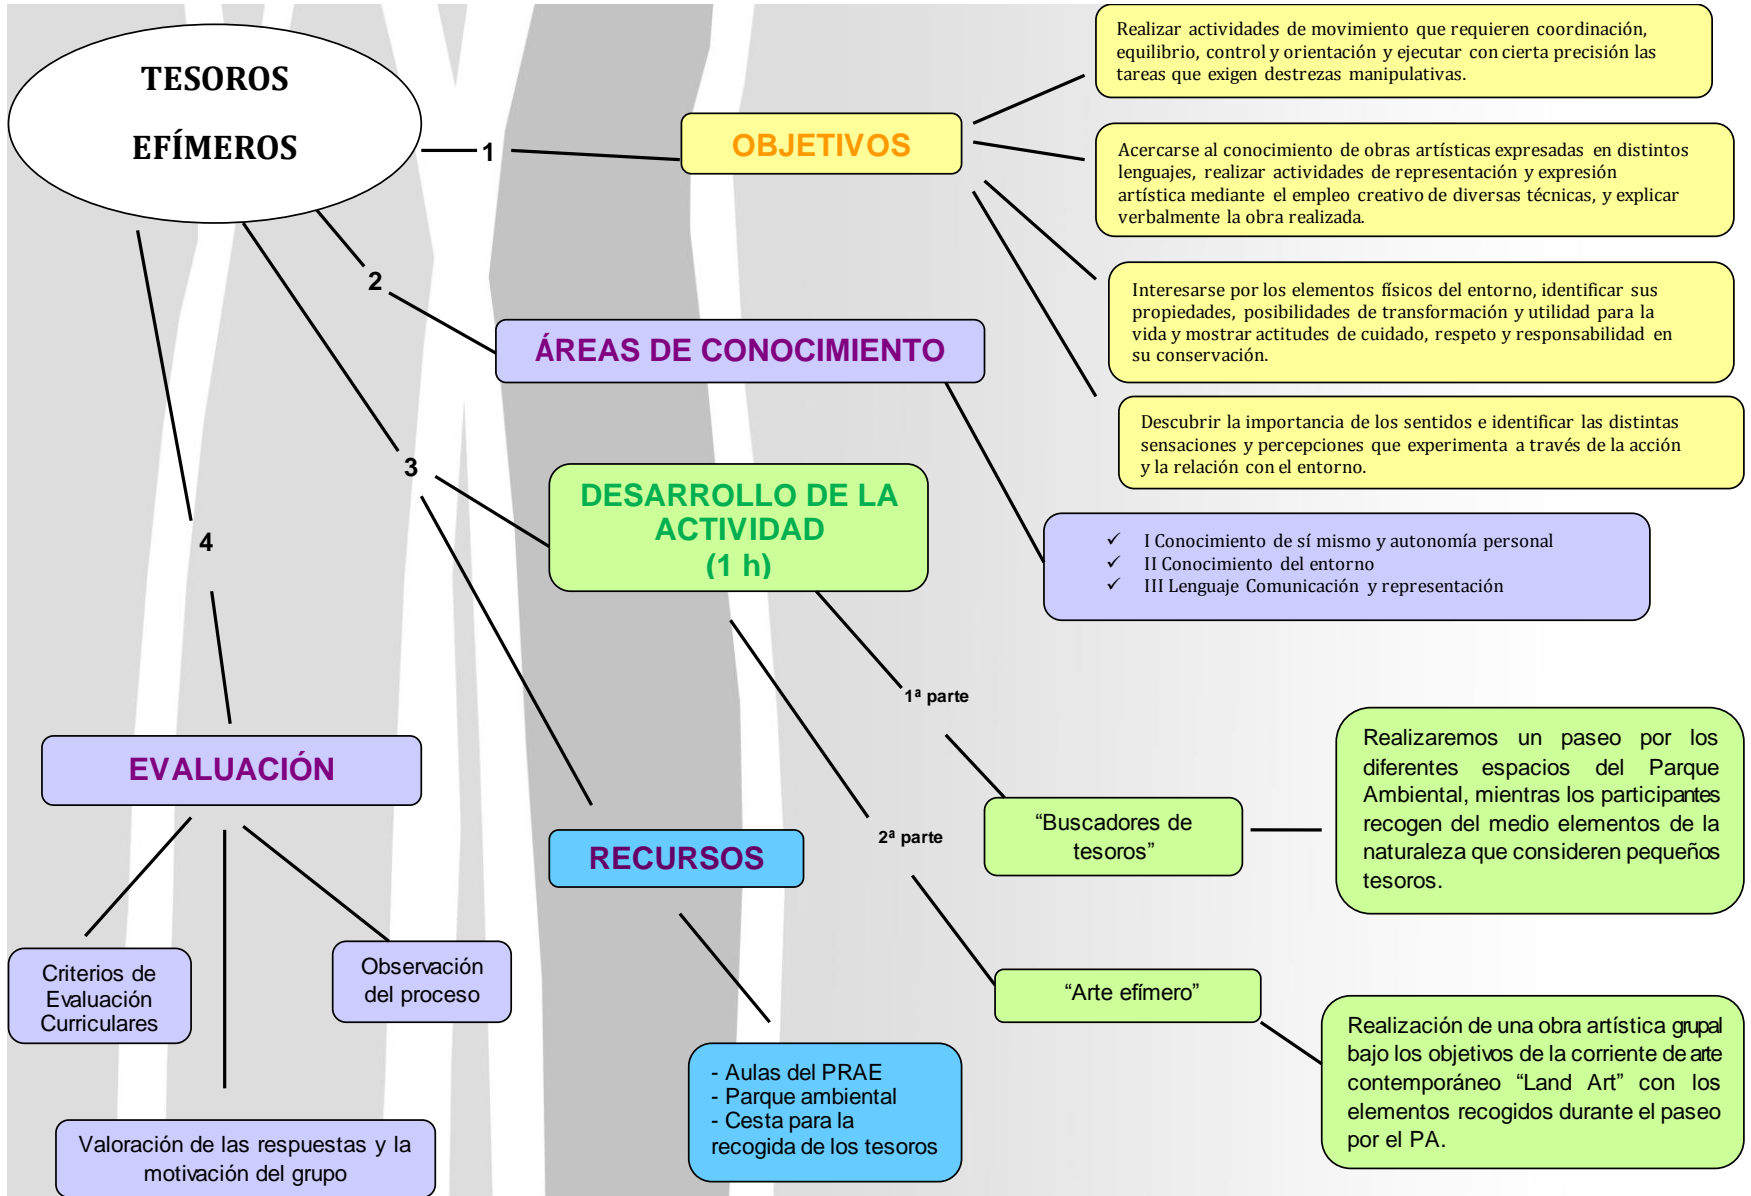 TESOROS
EFÍMEROS
1
OBJETIVOS
Realizar actividades de movimiento que requieren coordinación,
equilibrio, control y orientación y ejecutar con cierta precisión las
tareas que exigen destrezas manipulativas.
Acercarse al conocimiento de obras artísticas expresadas en distintos
lenguajes, realizar actividades de representación y expresión
artística mediante el empleo creativo de diversas técnicas, y explicar
verbalmente la obra realizada.
Interesarse por los elementos físicos del entorno, identificar sus
propiedades, posibilidades de transformación y utilidad para la
vida y mostrar actitudes de cuidado, respeto y responsabilidad en
su conservación.
Descubrir la importancia de los sentidos e identificar las distintas
sensaciones y percepciones que experimenta a través de la acción
y la relación con el entorno.
2
ÁREAS DE CONOCIMIENTO
✓ I Conocimiento de sí mismo y autonomía personal
✓ II Conocimiento del entorno
✓ III Lenguaje Comunicación y representación
3
DESARROLLO DE LA
ACTIVIDAD
(1 h)
1ª parte
“Buscadores de
tesoros”
Realizaremos un paseo por los
diferentes espacios del Parque
Ambiental, mientras los participantes
recogen del medio elementos de la
naturaleza que consideren pequeños
tesoros.
2ª parte
“Arte efímero”
Realización de una obra artística grupal
bajo los objetivos de la corriente de arte
contemporáneo “Land Art” con los
elementos recogidos durante el paseo
por el PA.
RECURSOS
- Aulas del PRAE
- Parque ambiental
- Cesta para la
recogida de los tesoros
4
EVALUACIÓN
Criterios de
Evaluación
Curriculares
Observación
del proceso
Valoración de las respuestas y la
motivación del grupo